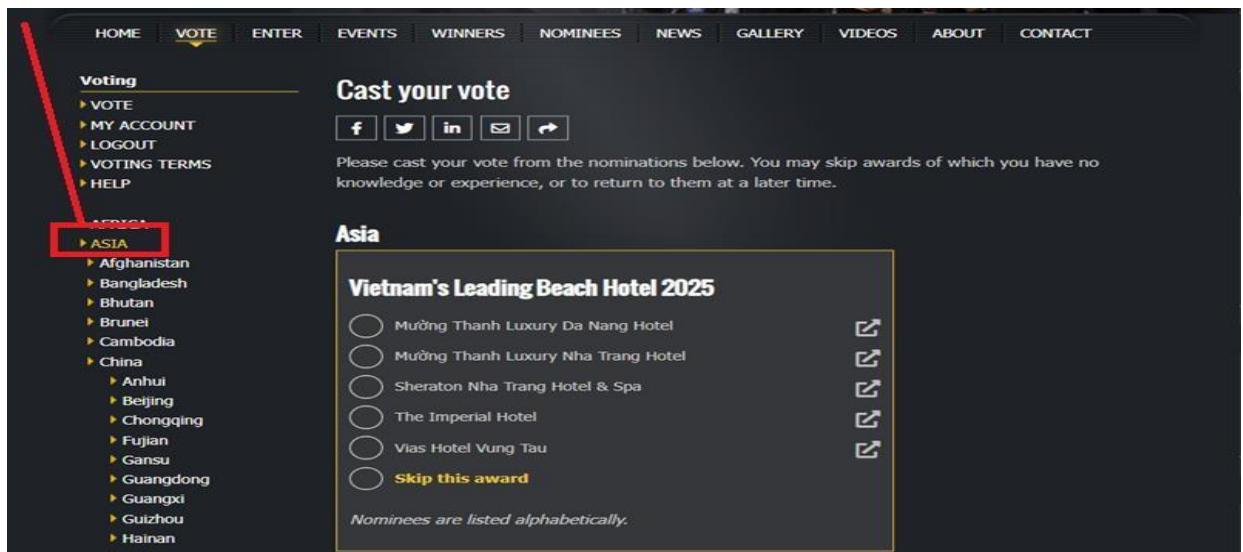 HOME VOTE ENTER EVENTS WINNERS NOMINEES NEWS GALLERY VIDEOS ABOUT CONTACT
Voting
VOTE
MY ACCOUNT
LOGOUT
VOTING TERMS
HELP
AFRICA
ASIA
Afghanistan
Bangladesh
Bhutan
Brunei
Cambodia
China
Anhui
Beijing
Chongqing
Fujian
Gansu
Guangdong
Guangxi
Guizhou
Hainan
Cast your vote
Please cast your vote from the nominations below. You may skip awards of which you have no
knowledge or experience, or to return to them at a later time.
Asia
Vietnam's Leading Beach Hotel 2025
Mường Thanh Luxury Da Nang Hotel
Mường Thanh Luxury Nha Trang Hotel
Sheraton Nha Trang Hotel & Spa
The Imperial Hotel
Vias Hotel Vung Tau
Skip this award
Nominees are listed alphabetically.